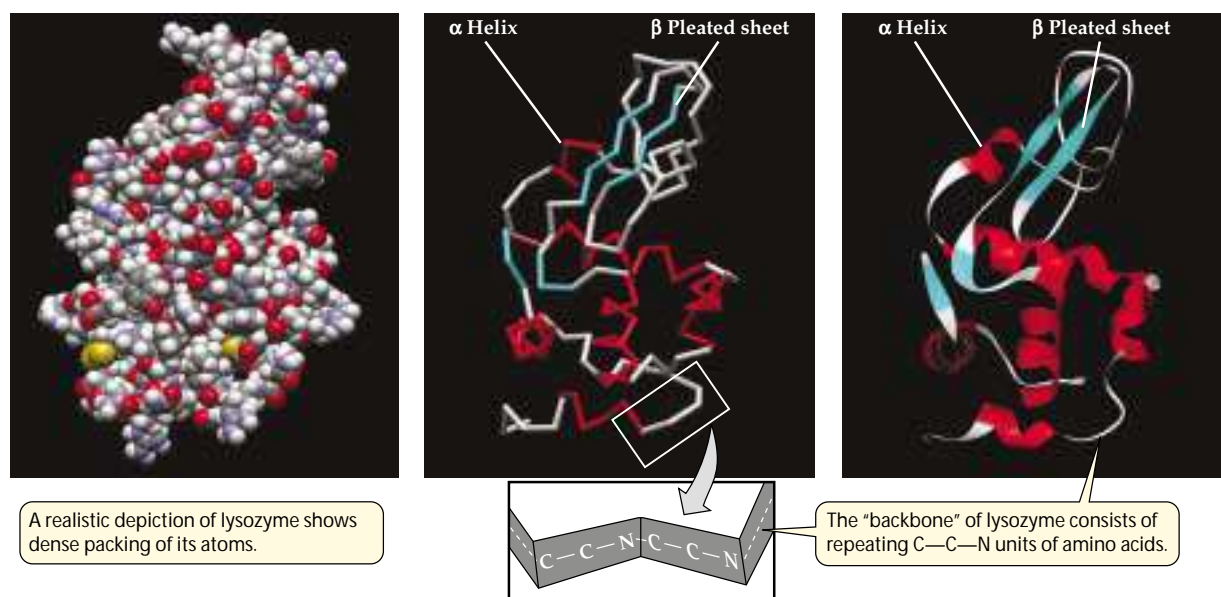 α Helix
β Pleated sheet
α Helix
β Pleated sheet
A realistic depiction of lysozyme shows
dense packing of its atoms.
C—C—N—C—C—N
The “backbone” of lysozyme consists of
repeating C—C—N units of amino acids.